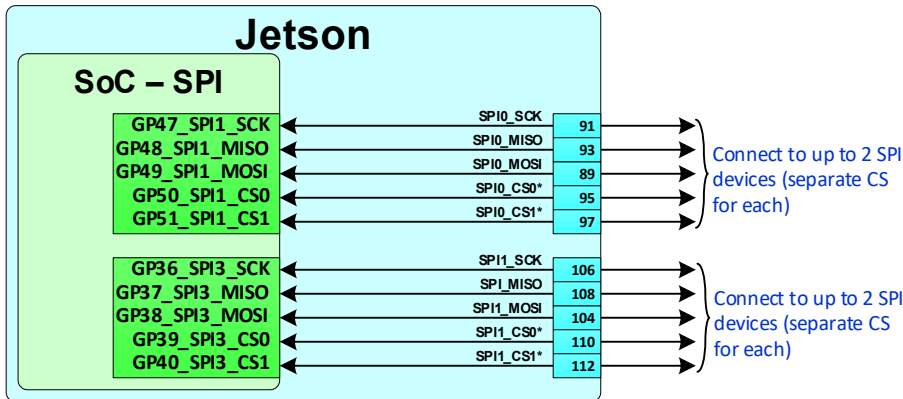 Jetson
SoC – SPI
GP47_SPI1_SCK SPI0_SCK 91
GP48_SPI1_MISO SPI0_MISO 93
GP49_SPI1_MOSI SPI0_MOSI 89
GP50_SPI1_CS0 SPI0_CS0* 95
GP51_SPI1_CS1 SPI0_CS1* 97
Connect to up to 2 SPI
devices (separate CS
for each)
GP36_SPI3_SCK SPI1_SCK 106
GP37_SPI3_MISO SPI_MISO 108
GP38_SPI3_MOSI SPI1_MOSI 104
GP39_SPI3_CS0 SPI1_CS0* 110
GP40_SPI3_CS1 SPI1_CS1* 112
Connect to up to 2 SPI
devices (separate CS
for each)